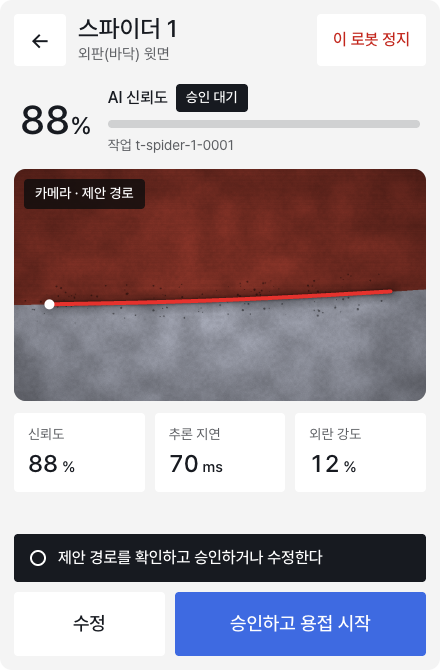 스파이더 1
외판(바닥) 윗면
이 로봇 정지
88%
AI 신뢰도
승인 대기
작업 t-spider-1-0001
카메라 · 제안 경로
신뢰도
88 %
추론 지연
70 ms
외란 강도
12 %
제안 경로를 확인하고 승인하거나 수정한다
수정
승인하고 용접 시작